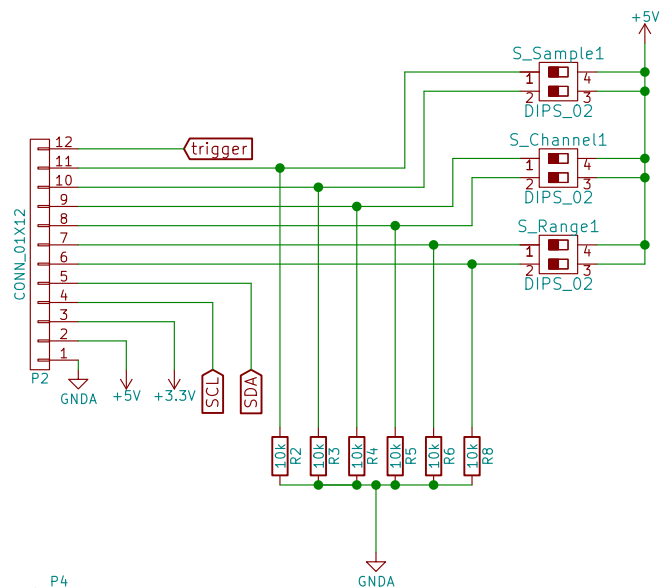 +5V
S_Sample1
1 4
2 3
DIPS_02
S_Channel1
1 4
2 3
DIPS_02
S_Range1
1 4
2 3
DIPS_02
CONN_01X12
12
11
10
9
8
7
6
5
4
3
2
1
P2
trigger
GNDA
+5V
+3.3V
SCL
SDA
10k R2
10k R3
10k R4
10k R5
10k R6
10k R8
GNDA
P4